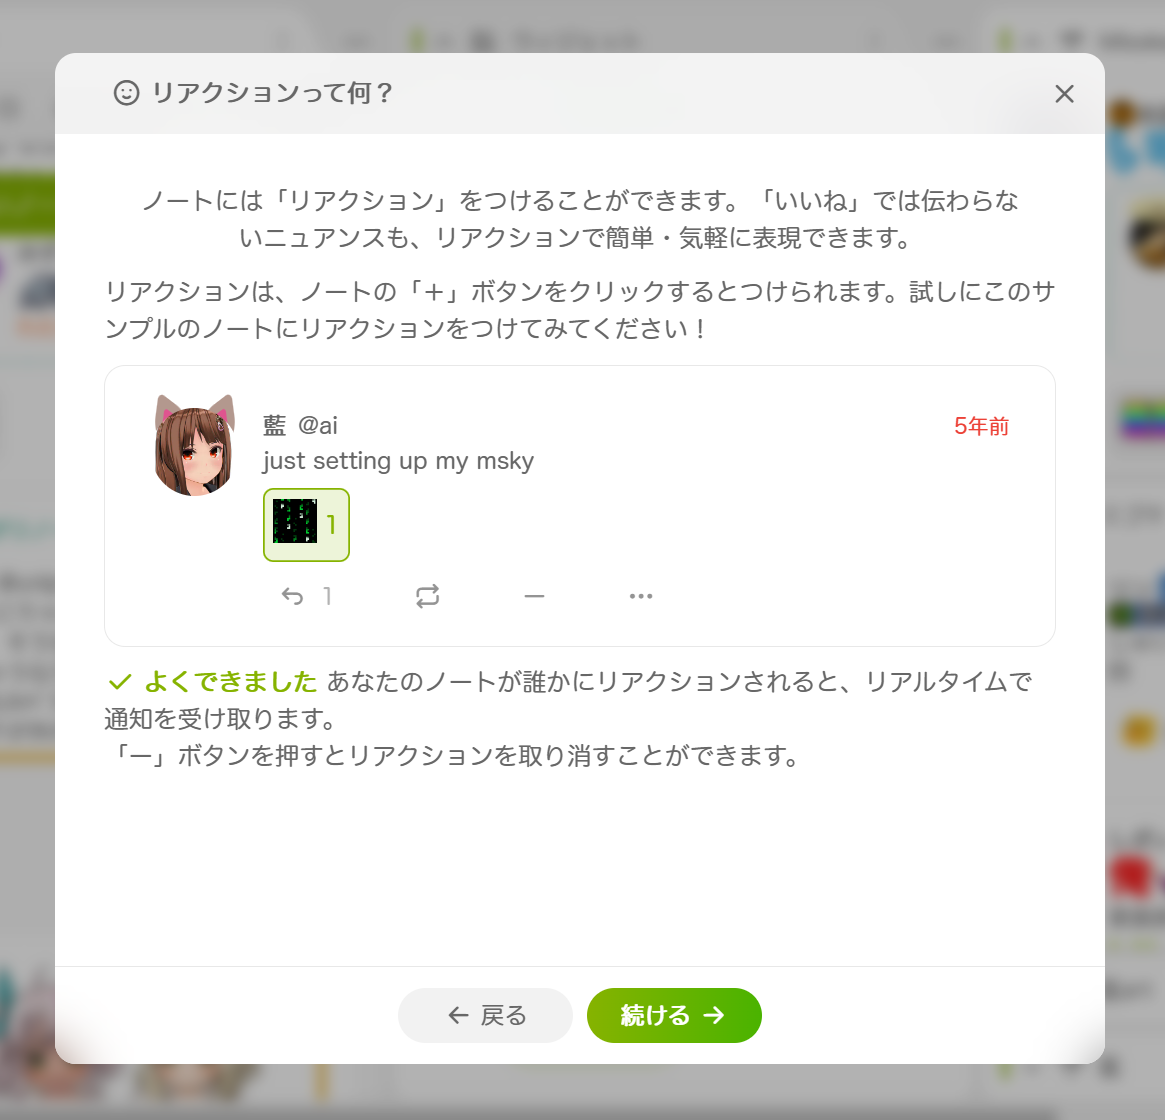 リアクションって何？
ノートには「リアクション」をつけることができます。「いいね」では伝わらな
いニュアンスも、リアクションで簡単・気軽に表現できます。
リアクションは、ノートの「＋」ボタンをクリックするとつけられます。試しにこのサ
ンプルのノートにリアクションをつけてみてください！
藍 @ai
5年前
just setting up my msky
1
1
よくできました あなたのノートが誰かにリアクションされると、リアルタイムで
通知を受け取ります。
「ー」ボタンを押すとリアクションを取り消すことができます。
戻る
続ける